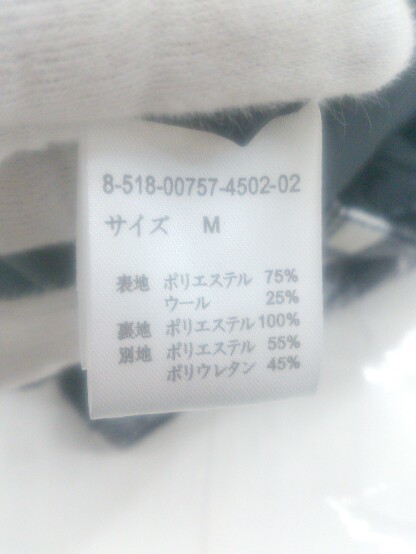 8-518-00757-4502-02
サイズ M
表地 ポリエステル 75%
ウール 25%
裏地 ポリエステル 100%
別地 ポリエステル 55%
ポリウレタン 45%